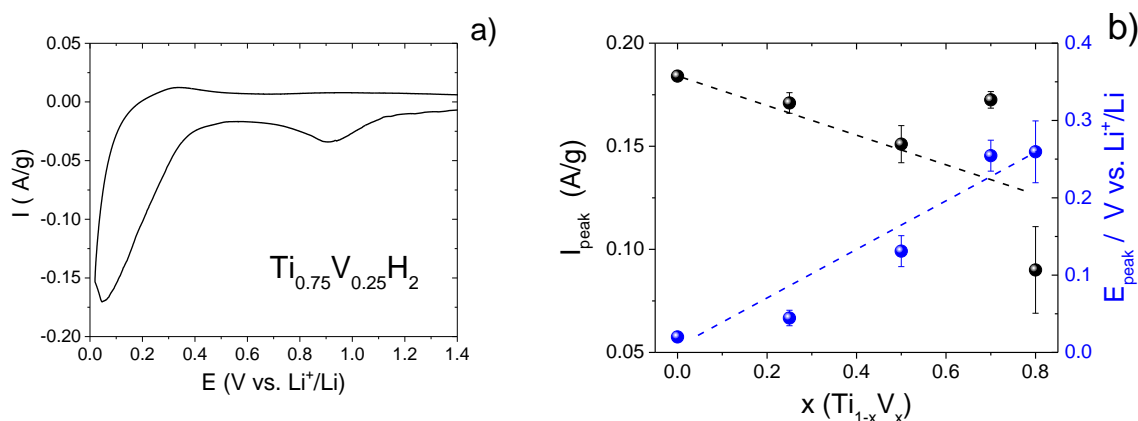 a)
0.05
0.00
-0.05
-0.10
-0.15
-0.20
I (A/g)
Ti₀.₇₅V₀.₂₅H₂
0.0 0.2 0.4 0.6 0.8 1.0 1.2 1.4
E (V vs. Li⁺/Li)
b)
0.20
0.15
0.10
0.05
I_peak (A/g)
0.4
0.3
0.2
0.1
0.0
E_peak / V vs. Li⁺/Li
0.0 0.2 0.4 0.6 0.8
x (Ti₁₋ₓVₓ)